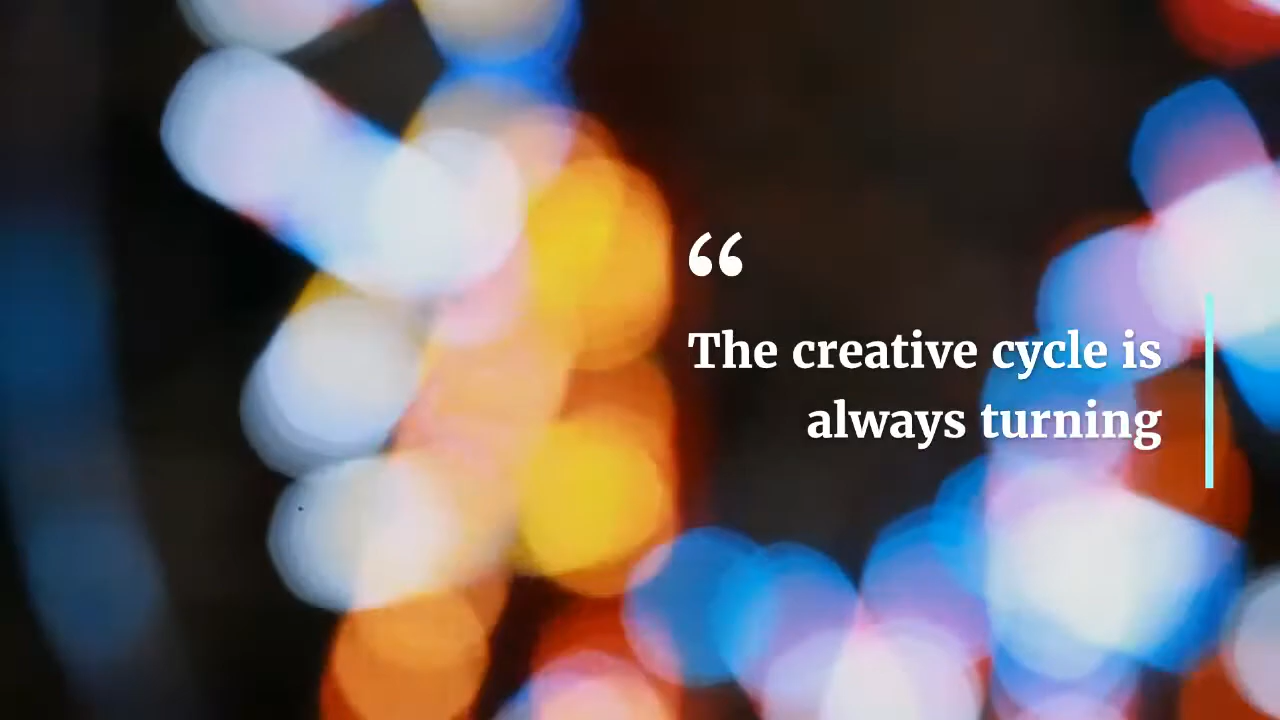 “
The creative cycle is
always turning